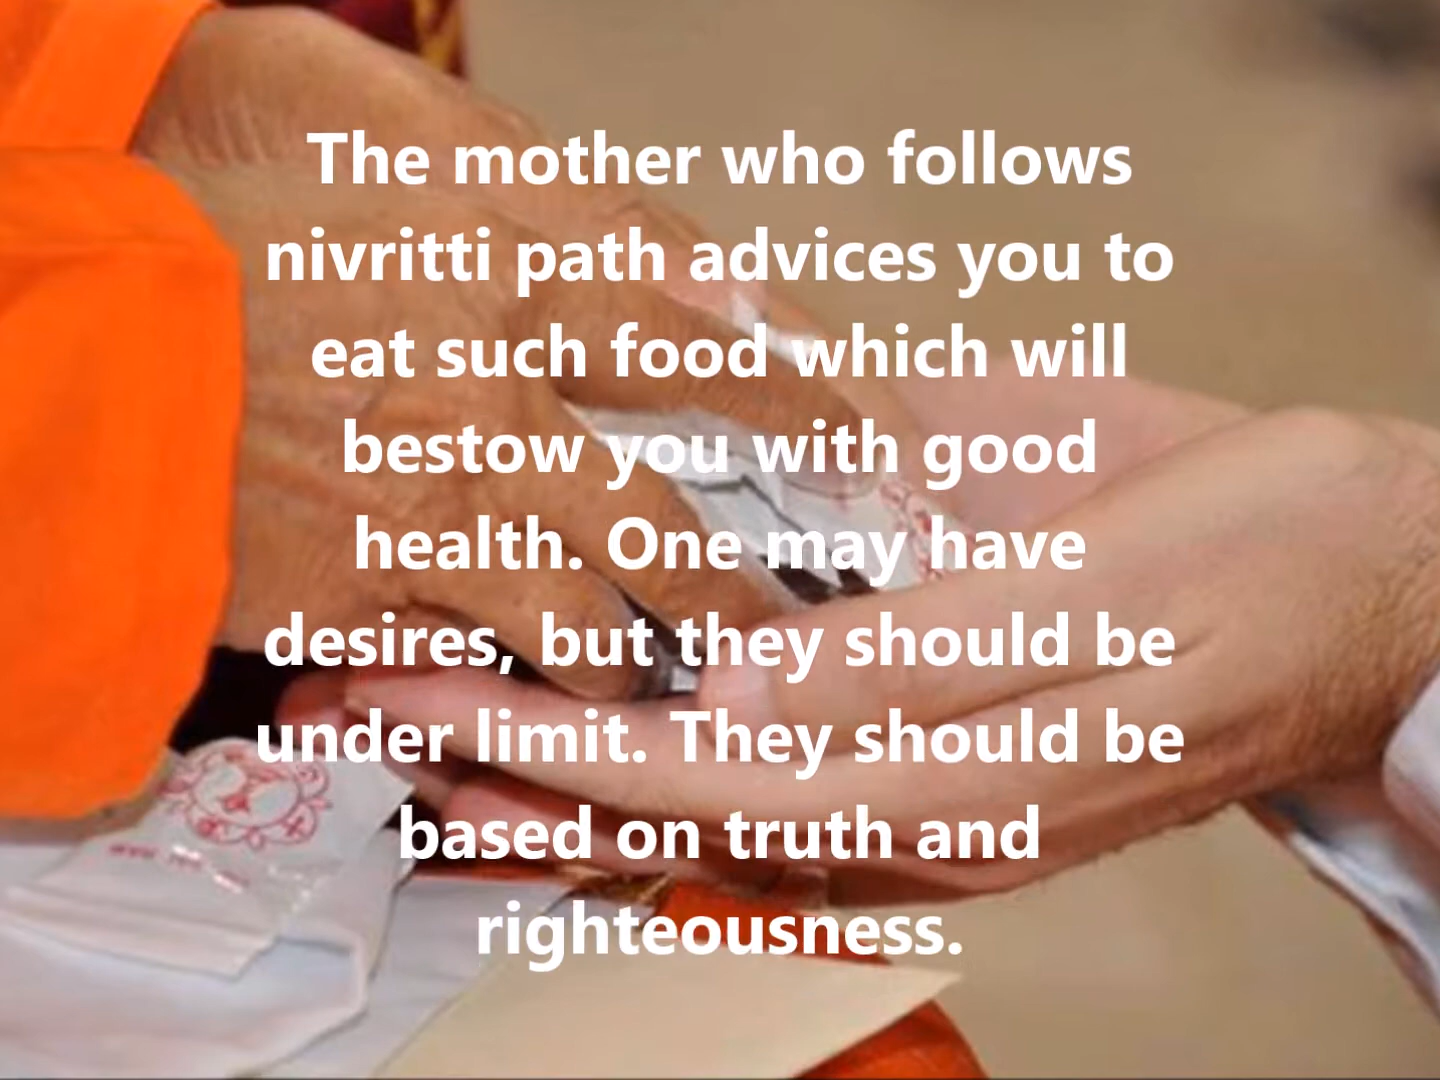 The mother who follows
nivritti path advices you to
eat such food which will
bestow you with good
health. One may have
desires, but they should be
under limit. They should be
based on truth and
righteousness.